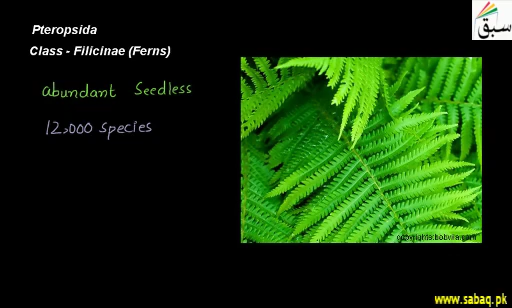 Pteropsida
سبق
Class - Filicinae (Ferns)
abundant Seedless
12,000 Species
www.sabaq.pk